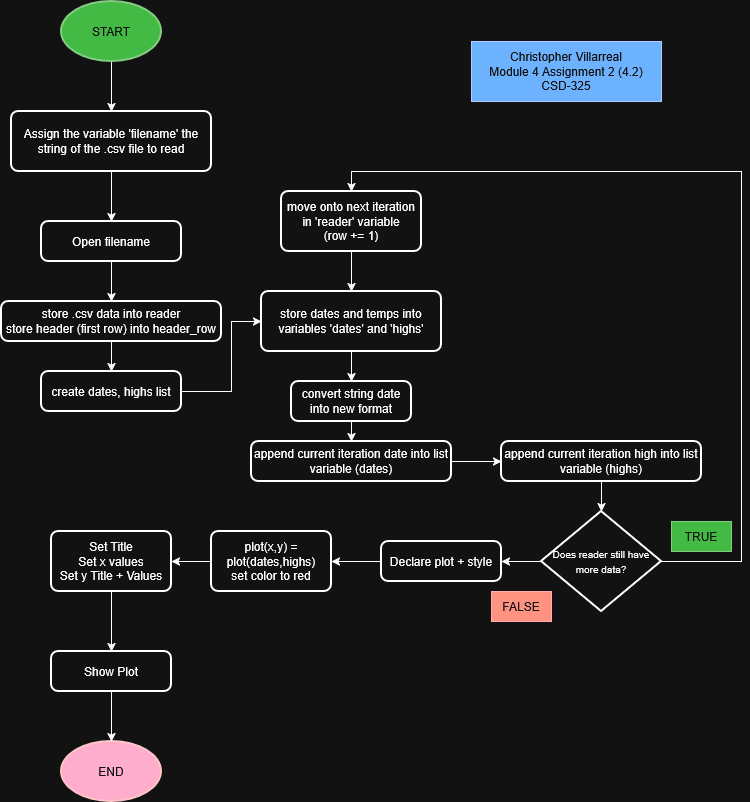 START
Christopher Villarreal
Module 4 Assignment 2 (4.2)
CSD-325
Assign the variable 'filename' the
string of the .csv file to read
Open filename
store .csv data into reader
store header (first row) into header_row
create dates, highs list
move onto next iteration
in 'reader' variable
(row += 1)
store dates and temps into
variables 'dates' and 'highs'
convert string date
into new format
append current iteration date into list
variable (dates)
append current iteration high into list
variable (highs)
Does reader still have
more data?
TRUE
FALSE
Declare plot + style
plot(x,y) =
plot(dates,highs)
set color to red
Set Title
Set x values
Set y Title + Values
Show Plot
END